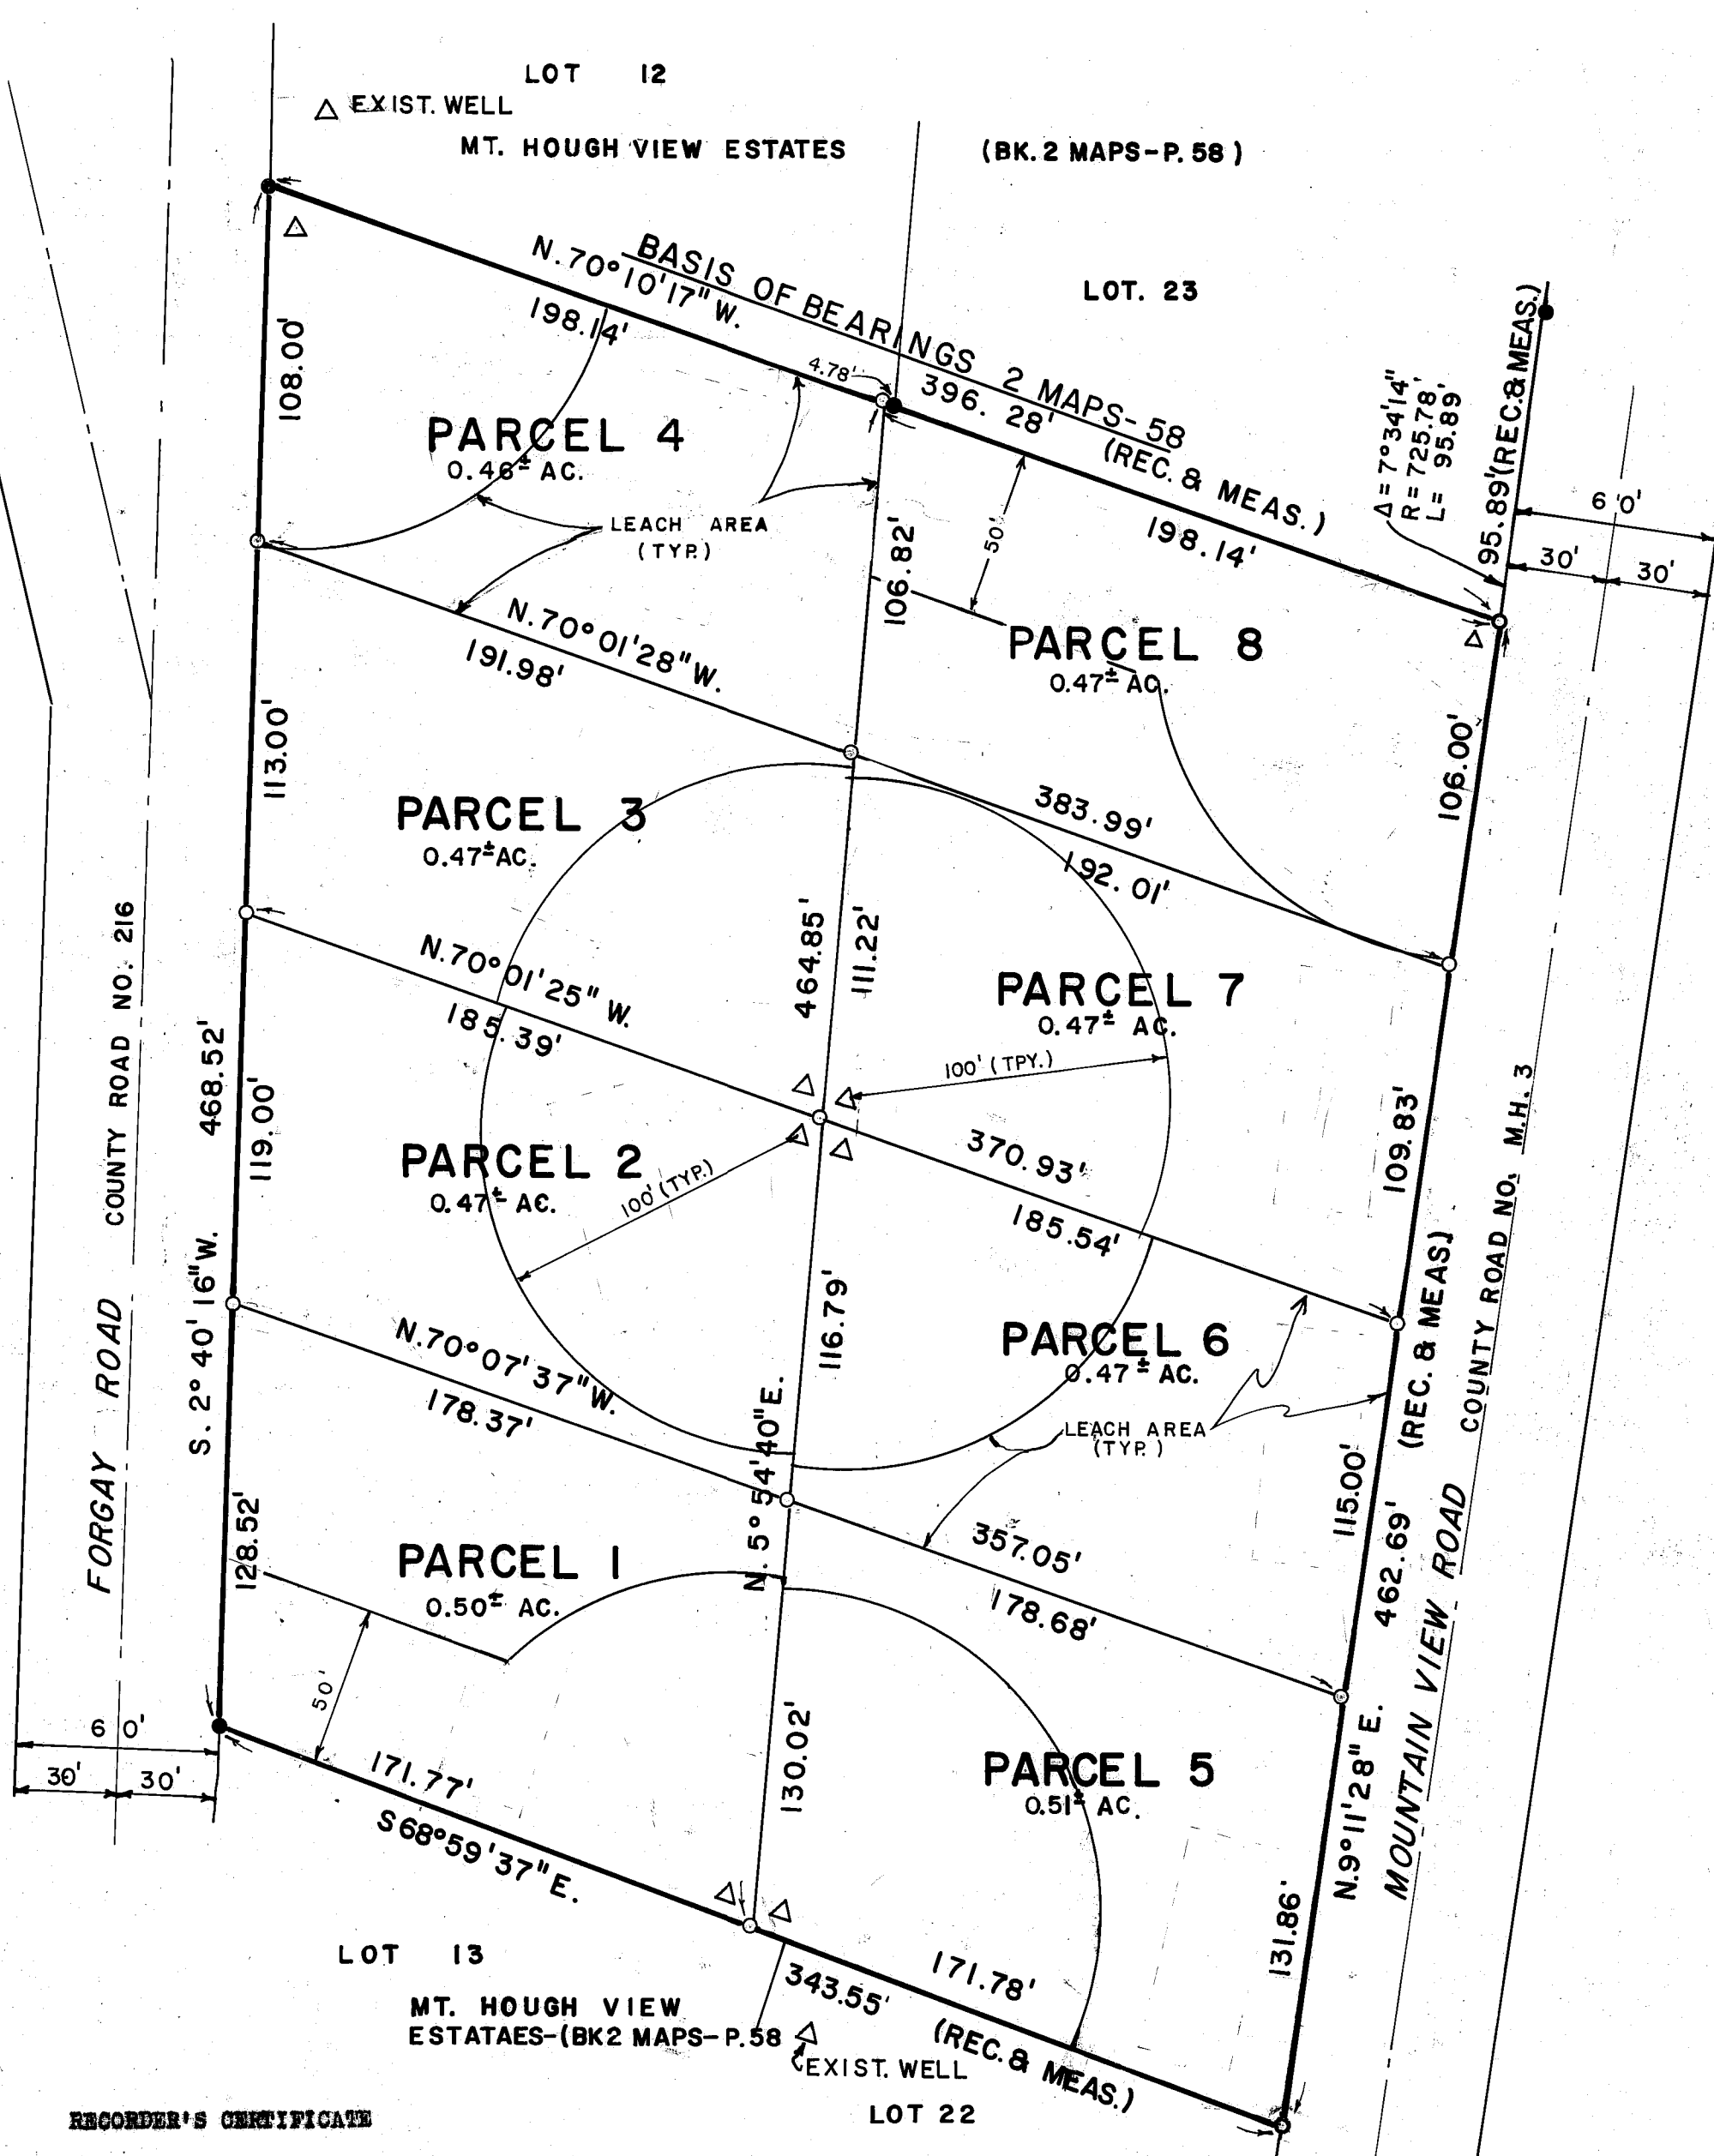 LOT 12
△ EXIST. WELL
MT. HOUGH VIEW ESTATES (BK. 2 MAPS-P. 58)
BASIS OF BEARINGS 2 MAPS-58
N. 70° 10' 17" W.
396. 28' (REC. & MEAS.)
198.14'
4.78'
198.14'
LOT. 23
95.89' (REC. & MEAS.)
Δ = 7° 34' 14"
R = 725.78'
L = 95.89'
6 0'
30' 30'
108.00'
PARCEL 4
0.46± AC.
LEACH AREA
(TYP.)
106.82'
50'
PARCEL 8
0.47± AC.
106.00'
N. 70° 01' 28" W.
191.98'
383.99'
192.01'
113.00'
PARCEL 3
0.47± AC.
464.85'
111.22'
PARCEL 7
0.47± AC.
100' (TPY.)
109.83'
N. 70° 01' 25" W.
185.39'
370.93'
185.54'
COUNTY ROAD NO. 216
FORGAY ROAD
468.52'
S. 2° 40' 16" W.
119.00'
PARCEL 2
0.47± AC.
100' (TYP.)
116.79'
N. 5° 54' 40" E.
PARCEL 6
0.47± AC.
LEACH AREA
(TYP.)
115.00'
462.69' (REC. & MEAS.)
N. 9° 11' 28" E.
MOUNTAIN VIEW ROAD
COUNTY ROAD NO. M.H. 3
N. 70° 07' 37" W.
178.37'
357.05'
178.68'
128.52'
PARCEL 1
0.50± AC.
50'
130.02'
PARCEL 5
0.51± AC.
131.86'
6 0'
30' 30'
171.77'
S 68° 59' 37" E.
171.78'
343.55' (REC. & MEAS.)
LOT 13
MT. HOUGH VIEW
ESTATAES-(BK2 MAPS-P.58
EXIST. WELL
LOT 22
RECORDER'S CERTIFICATE